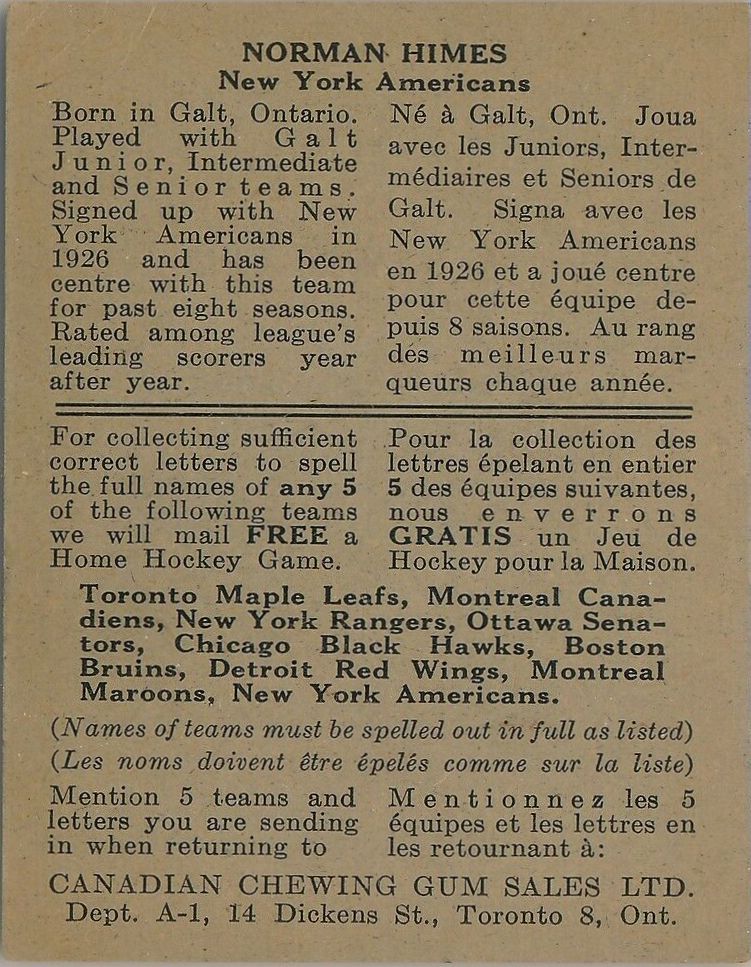 NORMAN HIMES
New York Americans
Born in Galt, Ontario.
Played with Galt
Junior, Intermediate
and Senior teams.
Signed up with New
York Americans in
1926 and has been
centre with this team
for past eight seasons.
Rated among league's
leading scorers year
after year.
Né à Galt, Ont. Joua
avec les Juniors, Inter-
médiaires et Seniors de
Galt. Signa avec les
New York Americans
en 1926 et a joué centre
pour cette équipe de-
puis 8 saisons. Au rang
des meilleurs mar-
queurs chaque année.
For collecting sufficient
correct letters to spell
the full names of any 5
of the following teams
we will mail FREE a
Home Hockey Game.
Pour la collection des
lettres épelant en entier
5 des équipes suivantes,
nous enverrons
GRATIS un Jeu de
Hockey pour la Maison.
Toronto Maple Leafs, Montreal Cana-
diens, New York Rangers, Ottawa Sena-
tors, Chicago Black Hawks, Boston
Bruins, Detroit Red Wings, Montreal
Maroons, New York Americans.
(Names of teams must be spelled out in full as listed)
(Les noms doivent être épelés comme sur la liste)
Mention 5 teams and
letters you are sending
in when returning to
Mentionnez les 5
équipes et les lettres en
les retournant à:
CANADIAN CHEWING GUM SALES LTD.
Dept. A-1, 14 Dickens St., Toronto 8, Ont.